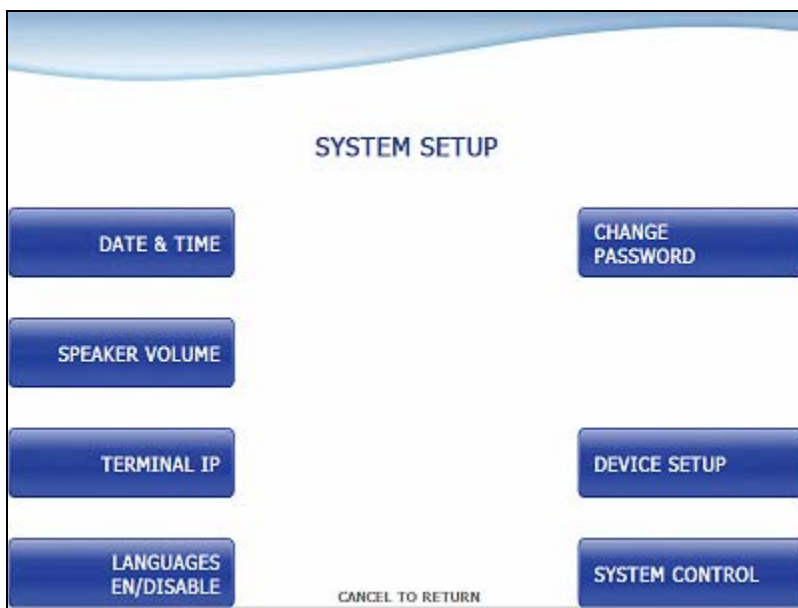 SYSTEM SETUP
DATE & TIME
CHANGE
PASSWORD
SPEAKER VOLUME
TERMINAL IP
DEVICE SETUP
LANGUAGES
EN/DISABLE
SYSTEM CONTROL
CANCEL TO RETURN